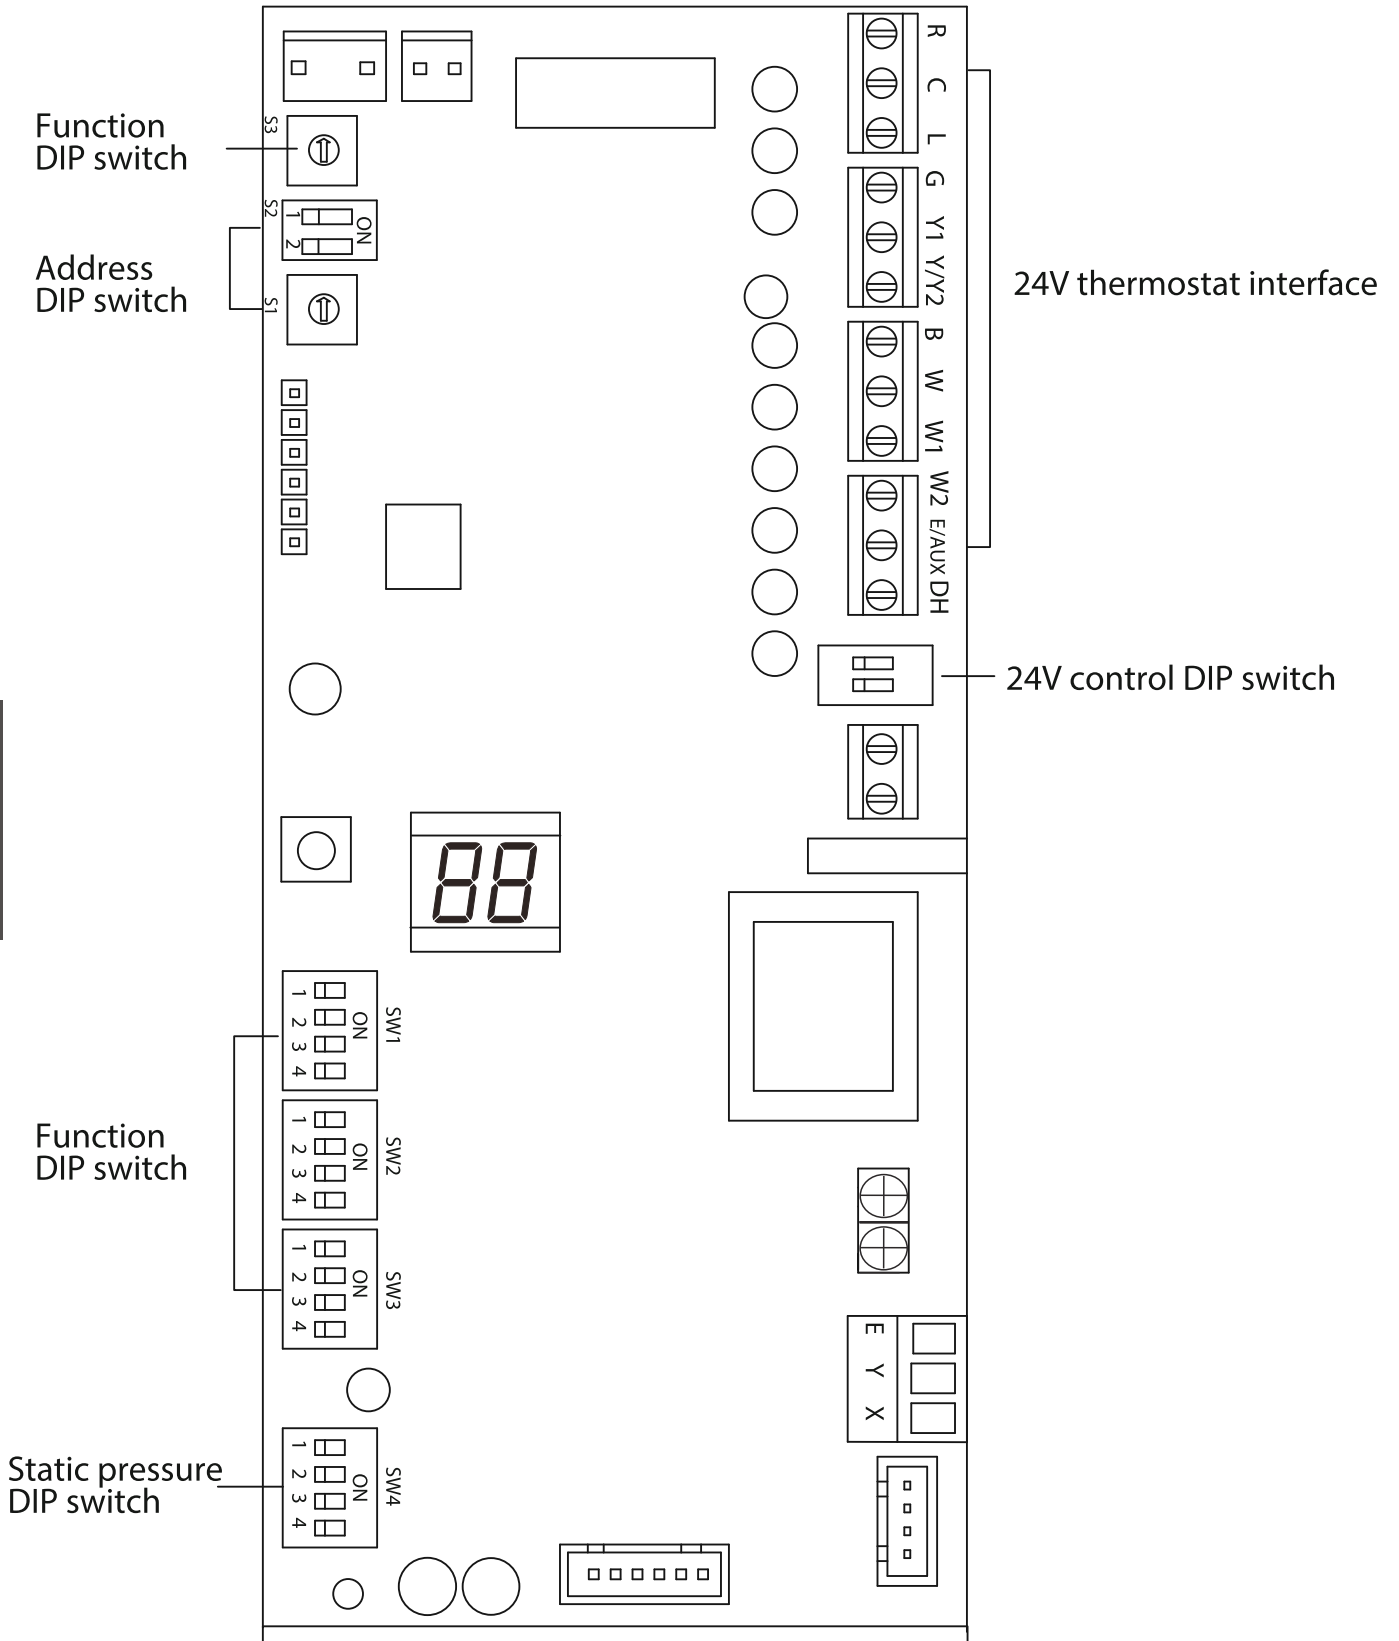 Function
DIP switch
Address
DIP switch
S3
S2
1
2
ON
S1
R
C
L
G
Y1
Y/Y2
B
W
W1
W2
E/AUX
DH
24V thermostat interface
24V control DIP switch
88
Function
DIP switch
1
2
3
4
ON
SW1
1
2
3
4
ON
SW2
1
2
3
4
ON
SW3
E
Y
X
Static pressure
DIP switch
1
2
3
4
ON
SW4